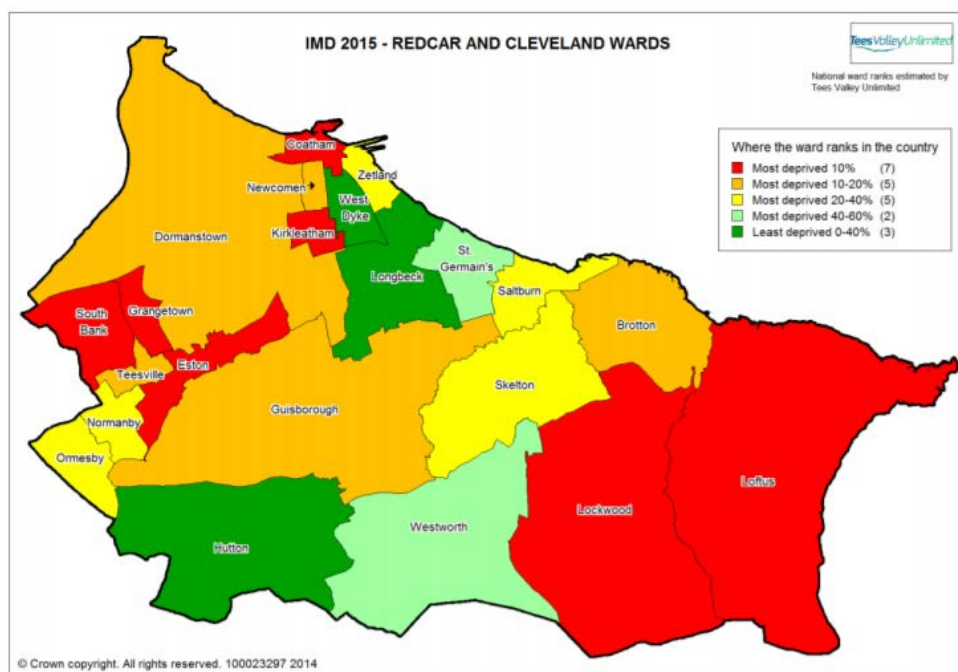 IMD 2015 - REDCAR AND CLEVELAND WARDS
TeesValleyUnlimited
National ward ranks estimated by
Tees Valley Unlimited
Where the ward ranks in the country
Most deprived 10% (7)
Most deprived 10-20% (5)
Most deprived 20-40% (5)
Most deprived 40-60% (2)
Least deprived 0-40% (3)
Coatham
Zetland
Newcomen
West
Dyke
Kirkleatham
Dormanstown
St.
Germain's
Longbeck
Saltburn
South
Bank
Grangetown
Brotton
Eston
Teesville
Skelton
Guisborough
Normanby
Ormesby
Loftus
Lockwood
Westworth
Hutton
© Crown copyright. All rights reserved. 100023297 2014